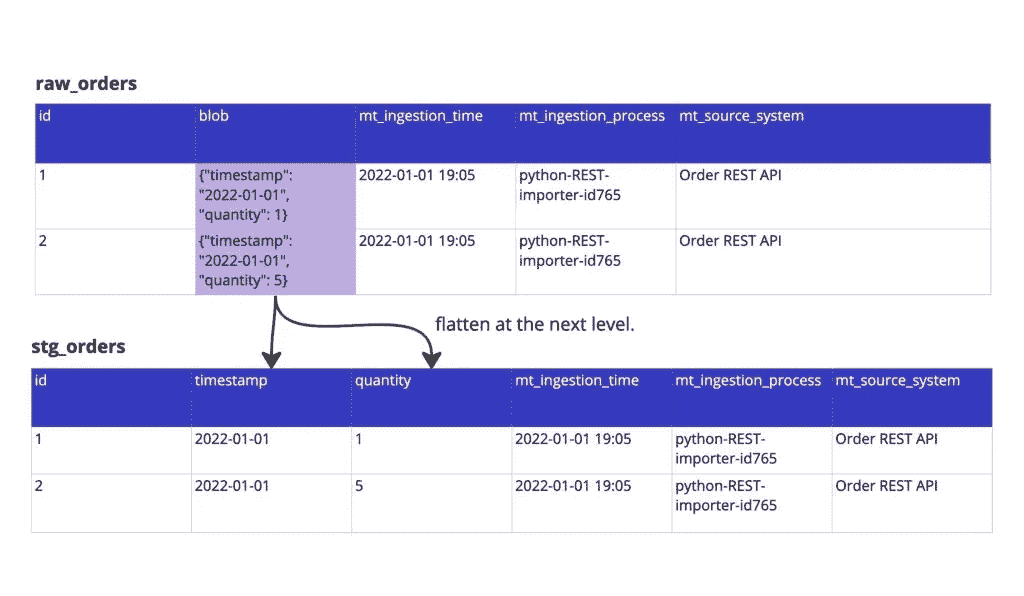 raw_orders
id blob mt_ingestion_time mt_ingestion_process mt_source_system
1 {"timestamp": 2022-01-01 19:05 python-REST- Order REST API
"2022-01-01", importer-id765
"quantity": 1}
2 {"timestamp": 2022-01-01 19:05 python-REST- Order REST API
"2022-01-01", importer-id765
"quantity": 5}
flatten at the next level.
stg_orders
id timestamp quantity mt_ingestion_time mt_ingestion_process mt_source_system
1 2022-01-01 1 2022-01-01 19:05 python-REST- Order REST API
importer-id765
2 2022-01-01 5 2022-01-01 19:05 python-REST- Order REST API
importer-id765